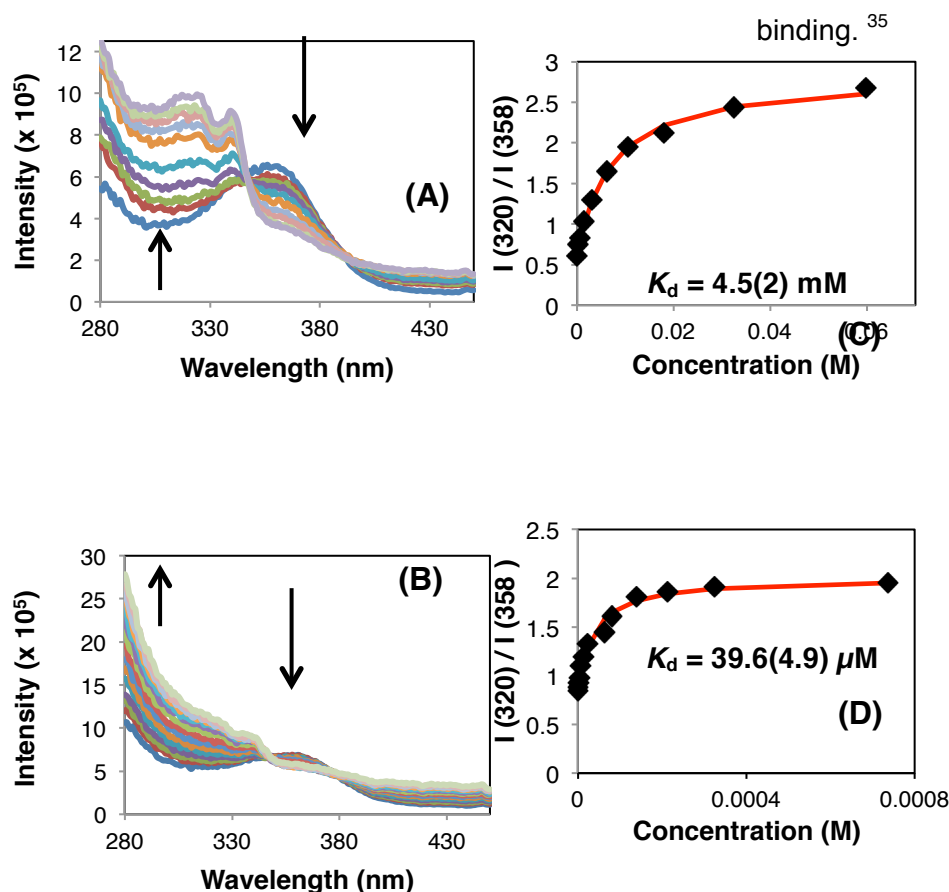 binding. 35
Intensity (x 10⁵)
12
10
8
6
4
2
0
280
330
380
430
Wavelength (nm)
(A)
I (320) / I (358)
3
2.5
2
1.5
1
0.5
0
0
0.02
0.04
0.06
Kd = 4.5(2) mM
(C)
Concentration (M)
Intensity (x 10⁵)
30
25
20
15
10
5
0
280
330
380
430
Wavelength (nm)
(B)
I (320) / I (358
2.5
2
1.5
1
0.5
0
0
0.0004
0.0008
Kd = 39.6(4.9) µM
(D)
Concentration (M)